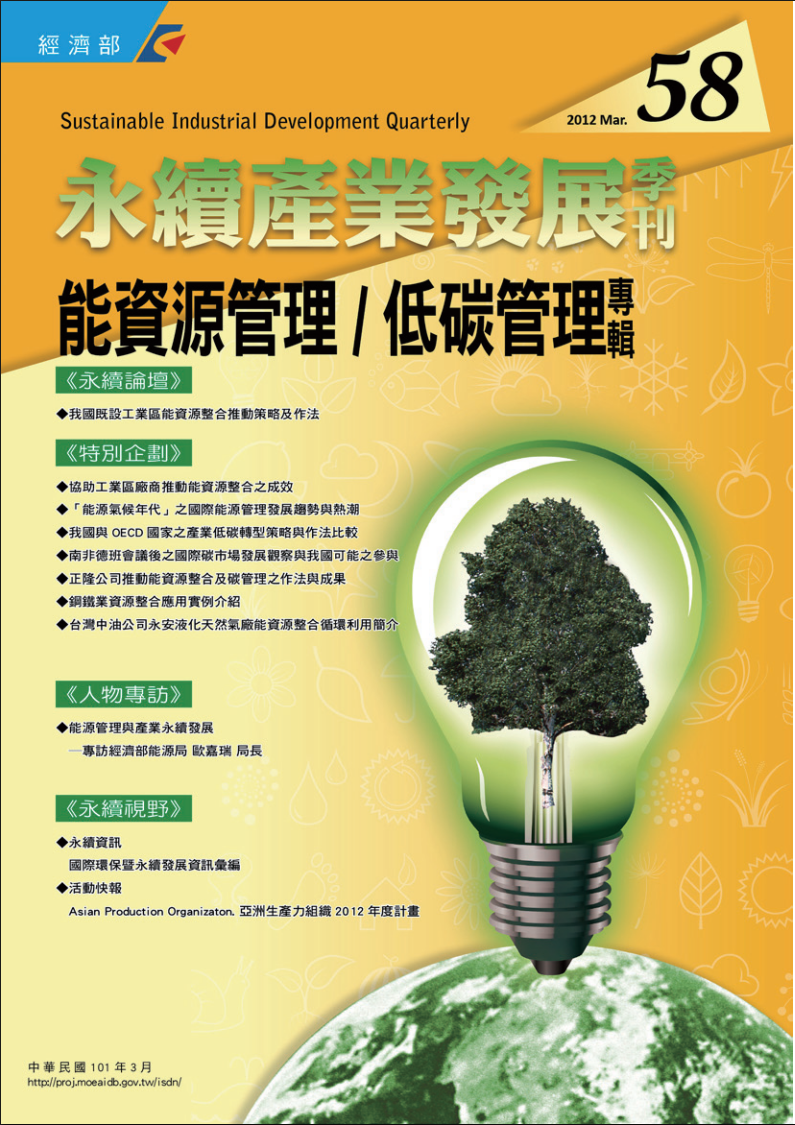 經濟部
2012 Mar. 58
Sustainable Industrial Development Quarterly
永續產業發展季刊
能資源管理/低碳管理專輯
《永續論壇》
◆我國既設工業區能資源整合推動策略及作法
《特別企劃》
◆協助工業區廠商推動能資源整合之成效
◆「能源氣候年代」之國際能源管理發展趨勢與熱潮
◆我國與 OECD 國家之產業低碳轉型策略與作法比較
◆南非德班會議後之國際碳市場發展觀察與我國可能之參與
◆正隆公司推動能資源整合及碳管理之作法與成果
◆鋼鐵業資源整合應用實例介紹
◆台灣中油公司永安液化天然氣廠能資源整合循環利用簡介
《人物專訪》
◆能源管理與產業永續發展
─專訪經濟部能源局 歐嘉瑞 局長
《永續視野》
◆永續資訊
國際環保暨永續發展資訊彙編
◆活動快報
Asian Production Organizaton. 亞洲生產力組織 2012 年度計畫
中華民國 101 年 3 月
http://proj.moeaidb.gov.tw/isdn/